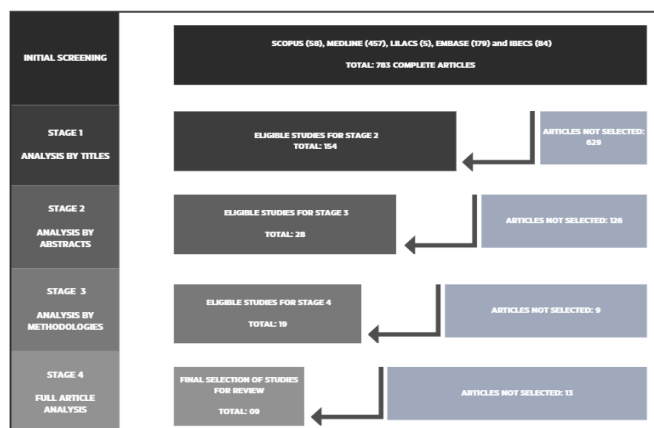 INITIAL SCREENING
SCOPUS (58), MEDLINE (457), LILACS (5), EMBASE (179) and IBECS (84)
TOTAL: 783 COMPLETE ARTICLES
STAGE 1
ANALYSIS BY TITLES
ELIGIBLE STUDIES FOR STAGE 2
TOTAL: 154
ARTICLES NOT SELECTED:
629
STAGE 2
ANALYSIS BY
ABSTRACTS
ELIGIBLE STUDIES FOR STAGE 3
TOTAL: 28
ARTICLES NOT SELECTED: 126
STAGE 3
ANALYSIS BY
METHODOLOGIES
ELIGIBLE STUDIES FOR STAGE 4
TOTAL: 19
ARTICLES NOT SELECTED: 9
STAGE 4
FULL ARTICLE
ANALYSIS
FINAL SELECTION OF STUDIES
FOR REVIEW
TOTAL: 09
ARTICLES NOT SELECTED: 13